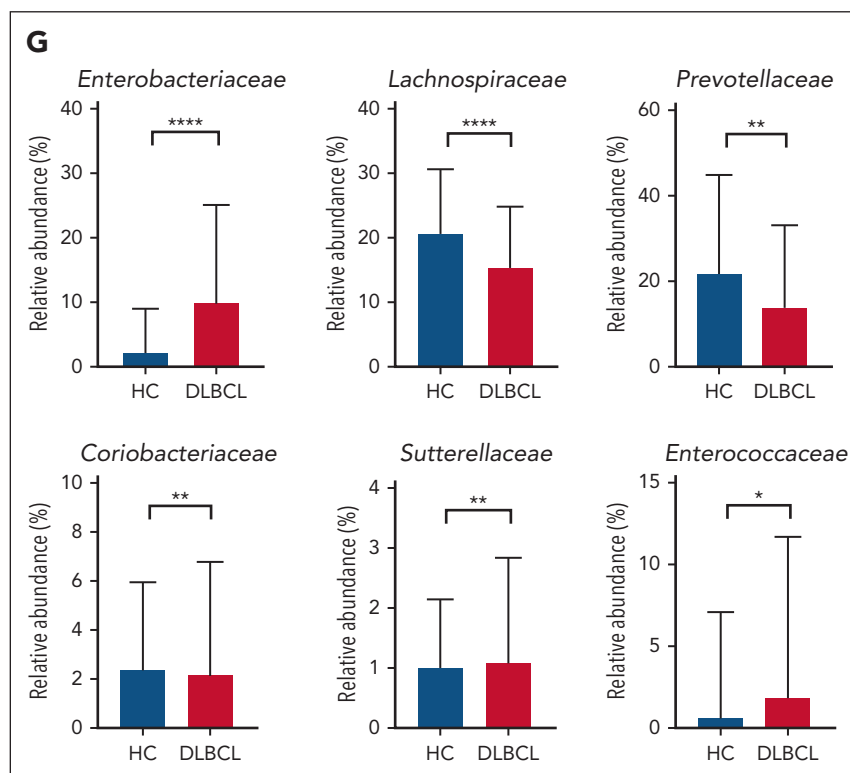 G
Enterobacteriaceae
Relative abundance (%)
40
30
20
10
0
****
HC DLBCL
Lachnospiraceae
Relative abundance (%)
40
30
20
10
0
****
HC DLBCL
Prevotellaceae
Relative abundance (%)
60
40
20
0
**
HC DLBCL
Coriobacteriaceae
Relative abundance (%)
10
8
6
4
2
0
**
HC DLBCL
Sutterellaceae
Relative abundance (%)
4
3
2
1
0
**
HC DLBCL
Enterococcaceae
Relative abundance (%)
15
10
5
0
*
HC DLBCL